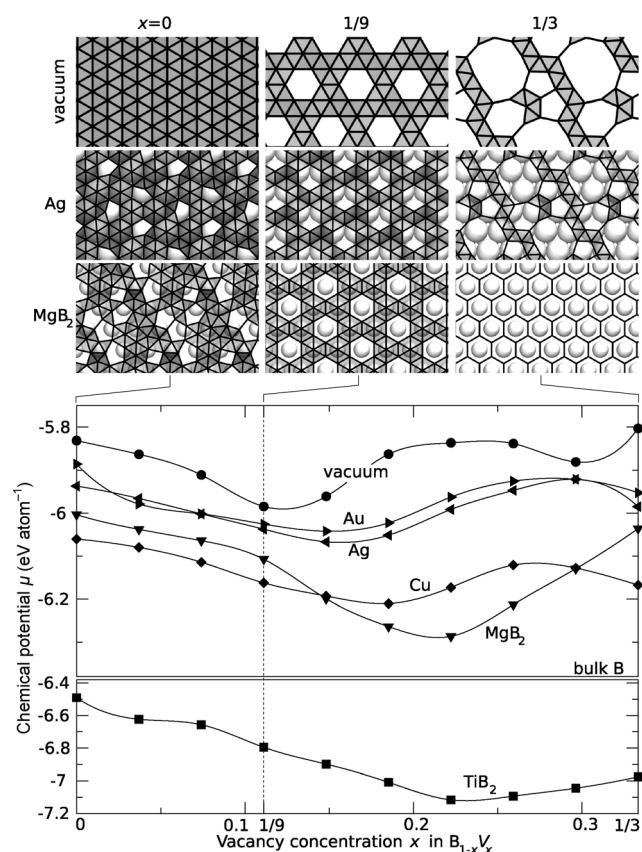 x=0 1/9 1/3
vacuum
Ag
MgB₂
Chemical potential μ (eV atom⁻¹)
-5.8
-6
-6.2
vacuum
Au
Ag
Cu
MgB₂
bulk B
-6.4
-6.6
-6.8
-7
-7.2
TiB₂
0 0.1 1/9 0.2 0.3 1/3
Vacancy concentration x in B₁₋ₓVₓ